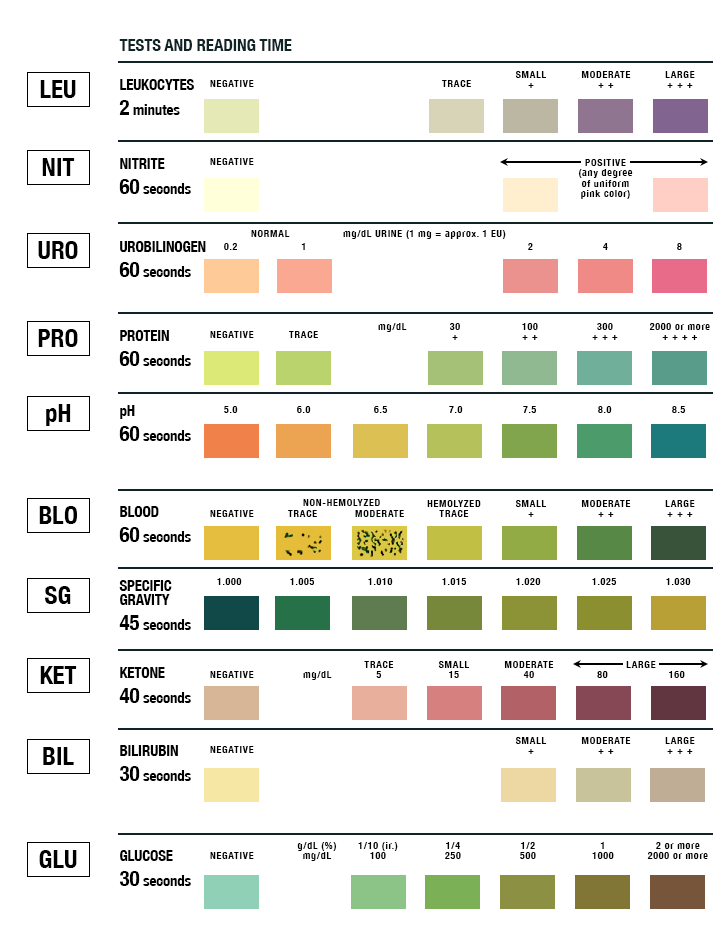 TESTS AND READING TIME
LEU
LEUKOCYTES
2 minutes
NEGATIVE
TRACE
SMALL
+
MODERATE
+ +
LARGE
+ + +
NIT
NITRITE
60 seconds
NEGATIVE
POSITIVE
(any degree
of uniform
pink color)
URO
UROBILINOGEN
60 seconds
NORMAL
mg/dL URINE (1 mg = approx. 1 EU)
0.2 1 2 4 8
PRO
PROTEIN
60 seconds
NEGATIVE
TRACE
mg/dL
30
+
100
+ +
300
+ + +
2000 or more
+ + + +
pH
pH
60 seconds
5.0 6.0 6.5 7.0 7.5 8.0 8.5
BLO
BLOOD
60 seconds
NEGATIVE
NON-HEMOLYZED
TRACE MODERATE
HEMOLYZED
TRACE
SMALL
+
MODERATE
+ +
LARGE
+ + +
SG
SPECIFIC
GRAVITY
45 seconds
1.000 1.005 1.010 1.015 1.020 1.025 1.030
KET
KETONE
40 seconds
NEGATIVE
mg/dL
TRACE
5
SMALL
15
MODERATE
40
LARGE
80 160
BIL
BILIRUBIN
30 seconds
NEGATIVE
SMALL
+
MODERATE
+ +
LARGE
+ + +
GLU
GLUCOSE
30 seconds
NEGATIVE
g/dL (%)
mg/dL
1/10 (ir.)
100
1/4
250
1/2
500
1
1000
2 or more
2000 or more